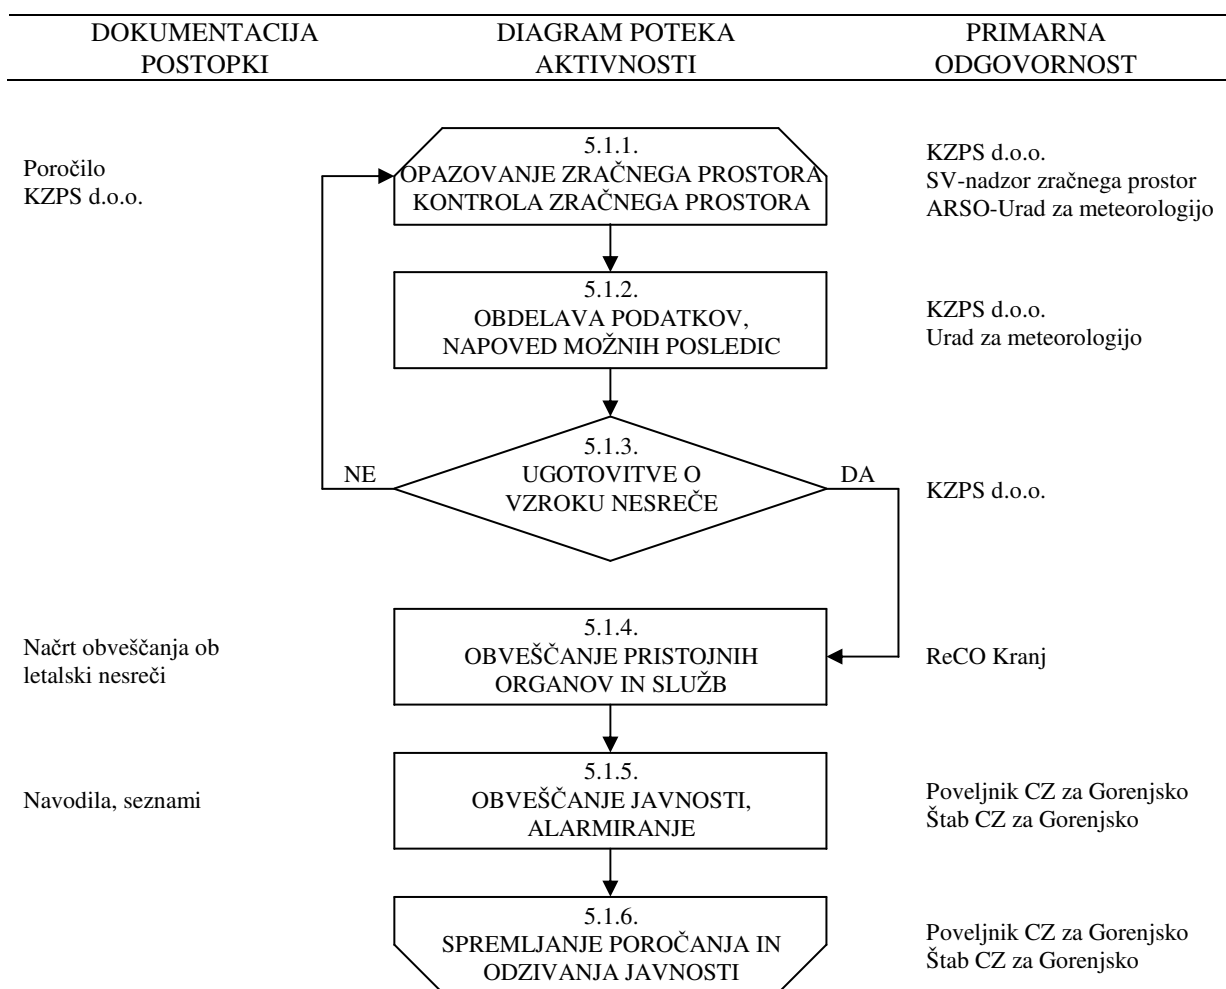 DOKUMENTACIJA
POSTOPKI
DIAGRAM POTEKA
AKTIVNOSTI
PRIMARNA
ODGOVORNOST
Poročilo
KZPS d.o.o.
5.1.1.
OPAZOVANJE ZRAČNEGA PROSTORA
KONTROLA ZRAČNEGA PROSTORA
KZPS d.o.o.
SV-nadzor zračnega prostor
ARSO-Urad za meteorologijo
5.1.2.
OBDELAVA PODATKOV,
NAPOVED MOŽNIH POSLEDIC
KZPS d.o.o.
Urad za meteorologijo
NE
5.1.3.
UGOTOVITVE O
VZROKU NESREČE
DA
KZPS d.o.o.
Načrt obveščanja ob
letalski nesreči
5.1.4.
OBVEŠČANJE PRISTOJNIH
ORGANOV IN SLUŽB
ReCO Kranj
Navodila, seznami
5.1.5.
OBVEŠČANJE JAVNOSTI,
ALARMIRANJE
Poveljnik CZ za Gorenjsko
Štab CZ za Gorenjsko
5.1.6.
SPREMLJANJE POROČANJA IN
ODZIVANJA JAVNOSTI
Poveljnik CZ za Gorenjsko
Štab CZ za Gorenjsko